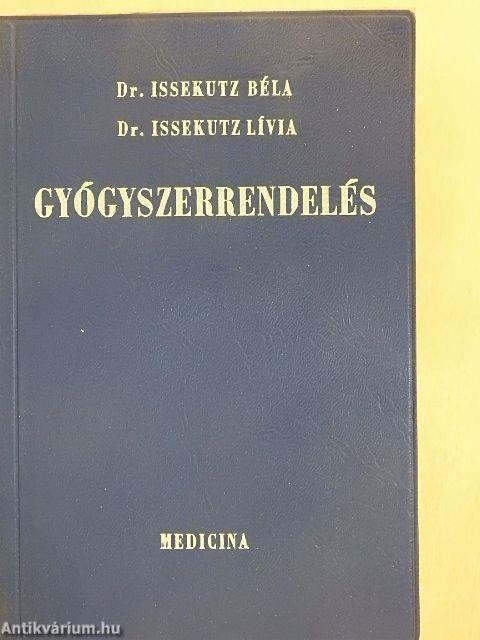 Dr. ISSEKUTZ BÉLA
Dr. ISSEKUTZ LÍVIA
GYÓGYSZERRENDELÉS
MEDICINA
Antikvárium.hu